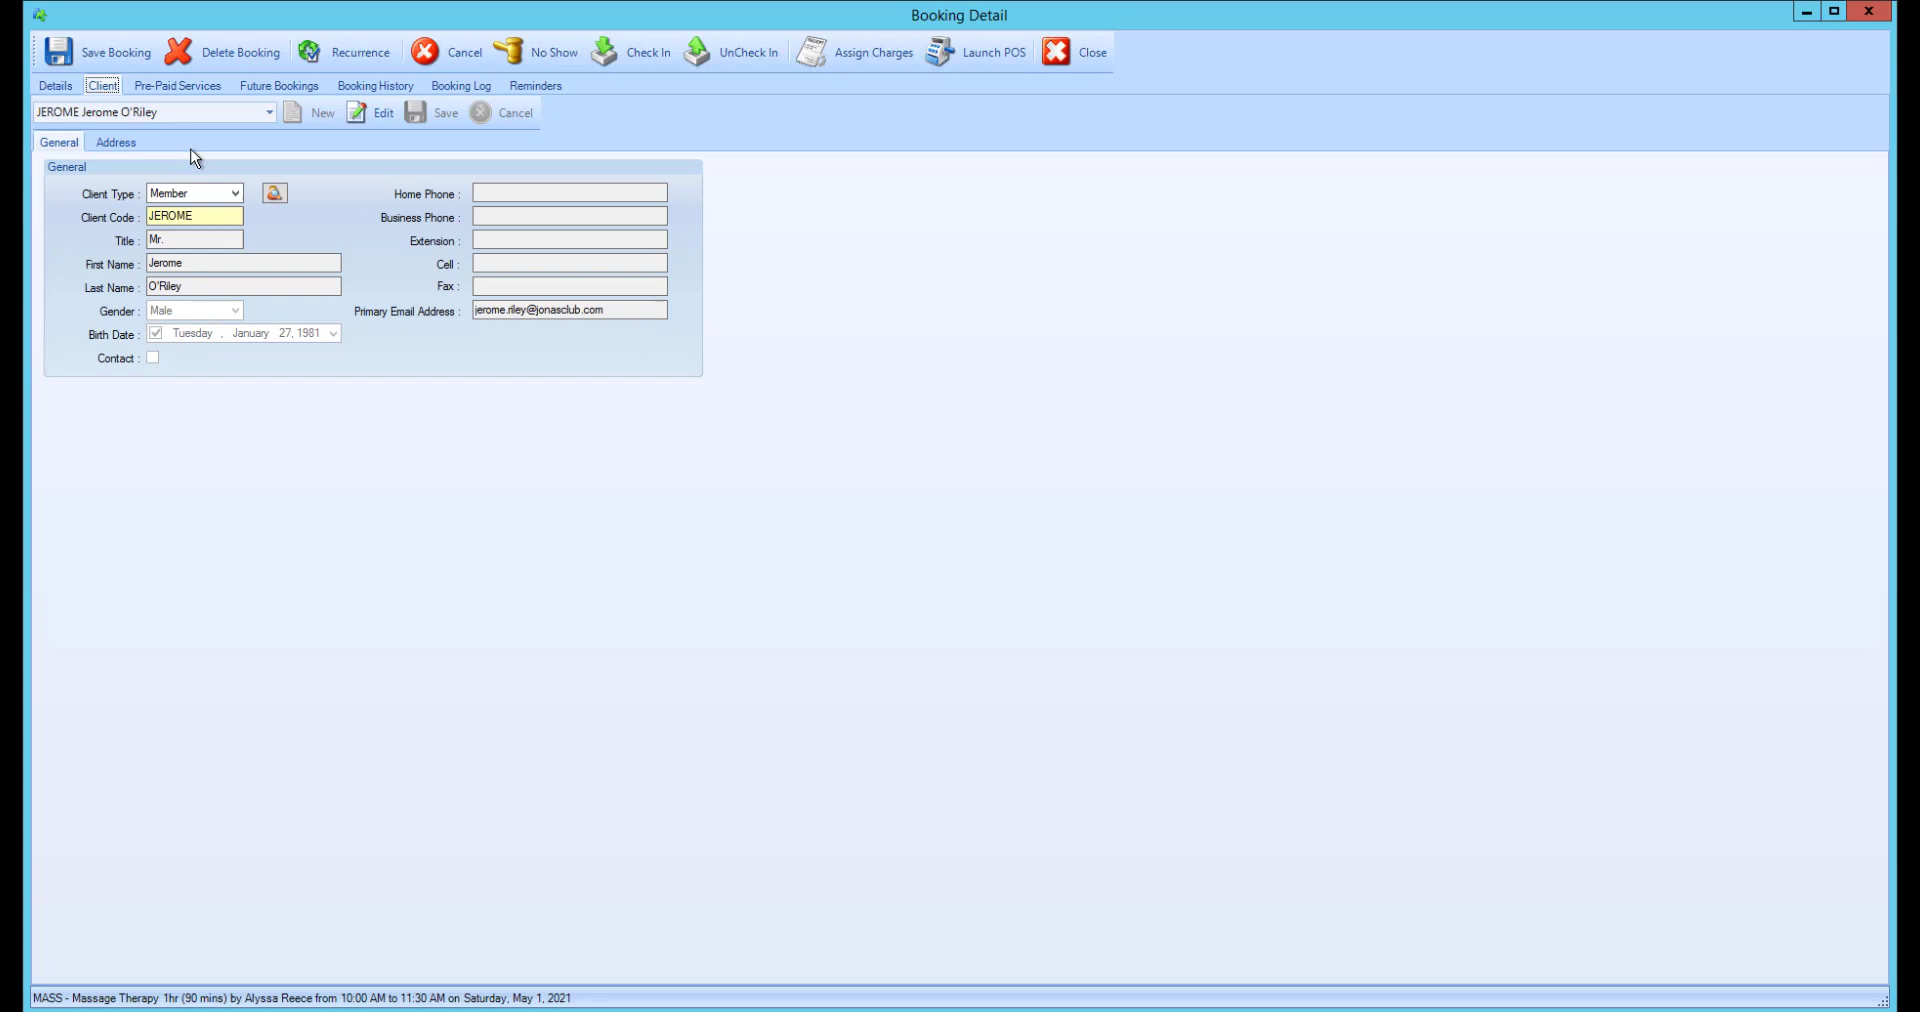 Booking Detail
Save Booking Delete Booking Recurrence Cancel No Show Check In UnCheck In Assign Charges Launch POS Close
Details Client Pre-Paid Services Future Bookings Booking History Booking Log Reminders
JEROME Jerome O'Riley New Edit Save Cancel
General Address
General
Client Type : Member Home Phone :
Client Code : JEROME Business Phone :
Title : Mr. Extension :
First Name : Jerome Cell :
Last Name : O'Riley Fax :
Gender : Male Primary Email Address : jerome.riley@jonasclub.com
Birth Date : Tuesday , January 27, 1981
Contact :
MASS - Massage Therapy 1hr (90 mins) by Alyssa Reece from 10:00 AM to 11:30 AM on Saturday, May 1, 2021